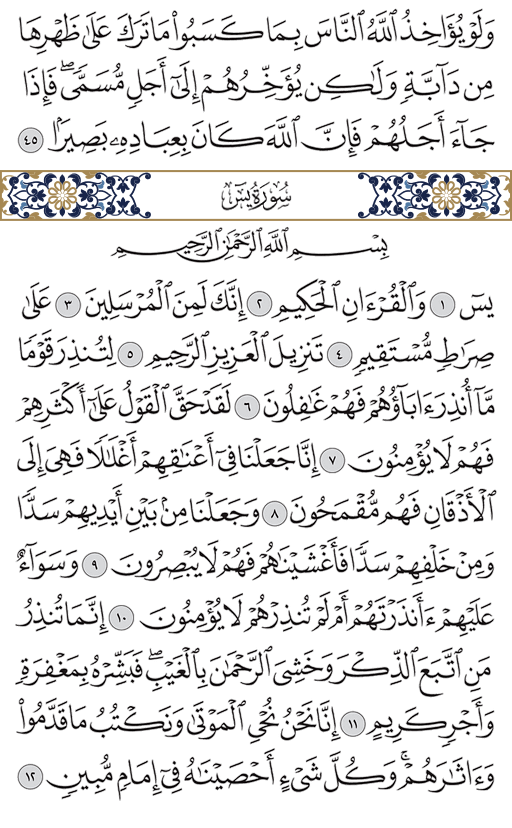 وَلَوْ يُؤَاخِذُ ٱللَّهُ ٱلنَّاسَ بِمَا كَسَبُوا۟ مَا تَرَكَ عَلَىٰ ظَهْرِهَا
مِن دَآبَّةٍ وَلَـٰكِن يُؤَخِّرُهُمْ إِلَىٰٓ أَجَلٍ مُّسَمًّى ۖ فَإِذَا
جَآءَ أَجَلُهُمْ فَإِنَّ ٱللَّهَ كَانَ بِعِبَادِهِۦ بَصِيرًۢا ٤٥
سُورَةُ يسٓ
بِسْمِ ٱللَّهِ ٱلرَّحْمَـٰنِ ٱلرَّحِيمِ
يسٓ ١ وَٱلْقُرْءَانِ ٱلْحَكِيمِ ٢ إِنَّكَ لَمِنَ ٱلْمُرْسَلِينَ ٣ عَلَىٰ
صِرَٰطٍ مُّسْتَقِيمٍ ٤ تَنزِيلَ ٱلْعَزِيزِ ٱلرَّحِيمِ ٥ لِتُنذِرَ قَوْمًا
مَّآ أُنذِرَ ءَابَآؤُهُمْ فَهُمْ غَـٰفِلُونَ ٦ لَقَدْ حَقَّ ٱلْقَوْلُ عَلَىٰٓ أَكْثَرِهِمْ
فَهُمْ لَا يُؤْمِنُونَ ٧ إِنَّا جَعَلْنَا فِىٓ أَعْنَـٰقِهِمْ أَغْلَـٰلًا فَهِىَ إِلَى
ٱلْأَذْقَانِ فَهُم مُّقْمَحُونَ ٨ وَجَعَلْنَا مِنۢ بَيْنِ أَيْدِيهِمْ سَدًّا
وَمِنْ خَلْفِهِمْ سَدًّا فَأَغْشَيْنَـٰهُمْ فَهُمْ لَا يُبْصِرُونَ ٩ وَسَوَآءٌ
عَلَيْهِمْ ءَأَنذَرْتَهُمْ أَمْ لَمْ تُنذِرْهُمْ لَا يُؤْمِنُونَ ١٠ إِنَّمَا تُنذِرُ
مَنِ ٱتَّبَعَ ٱلذِّكْرَ وَخَشِىَ ٱلرَّحْمَـٰنَ بِٱلْغَيْبِ ۖ فَبَشِّرْهُ بِمَغْفِرَةٍ
وَأَجْرٍ كَرِيمٍ ١١ إِنَّا نَحْنُ نُحْىِ ٱلْمَوْتَىٰ وَنَكْتُبُ مَا قَدَّمُوا۟
وَءَاثَـٰرَهُمْ ۚ وَكُلَّ شَىْءٍ أَحْصَيْنَـٰهُ فِىٓ إِمَامٍ مُّبِينٍ ١٢